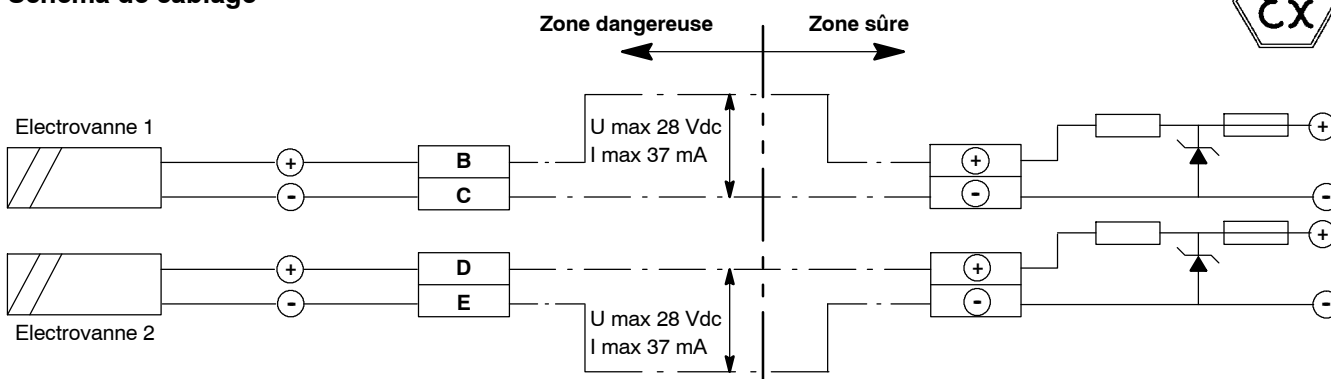 Schéma de câblage
Zone dangereuse
Zone sûre
εx
Electrovanne 1
+
-
B
C
U max 28 Vdc
I max 37 mA
+
-
+
-
Electrovanne 2
+
-
D
E
U max 28 Vdc
I max 37 mA
+
-
+
-